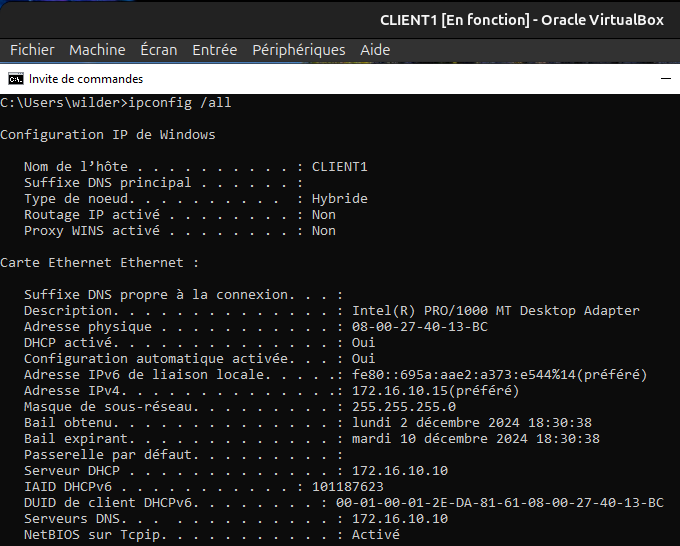 CLIENT1 [En fonction] - Oracle VirtualBox
Fichier Machine Écran Entrée Périphériques Aide
Invite de commandes
C:\Users\wilder>ipconfig /all
Configuration IP de Windows
Nom de l’hôte . . . . . . . . . . : CLIENT1
Suffixe DNS principal . . . . . . :
Type de noeud. . . . . . . . . . : Hybride
Routage IP activé . . . . . . . . : Non
Proxy WINS activé . . . . . . . . : Non
Carte Ethernet Ethernet :
Suffixe DNS propre à la connexion. . . :
Description. . . . . . . . . . . . . . : Intel(R) PRO/1000 MT Desktop Adapter
Adresse physique . . . . . . . . . . . : 08-00-27-40-13-BC
DHCP activé. . . . . . . . . . . . . . : Oui
Configuration automatique activée. . . : Oui
Adresse IPv6 de liaison locale. . . . .: fe80::695a:aae2:a373:e544%14(préféré)
Adresse IPv4. . . . . . . . . . . . . .: 172.16.10.15(préféré)
Masque de sous-réseau. . . . . . . . . : 255.255.255.0
Bail obtenu. . . . . . . . . . . . . . : lundi 2 décembre 2024 18:30:38
Bail expirant. . . . . . . . . . . . . : mardi 10 décembre 2024 18:30:38
Passerelle par défaut. . . . . . . . . :
Serveur DHCP . . . . . . . . . . . . . : 172.16.10.10
IAID DHCPv6 . . . . . . . . . . . : 101187623
DUID de client DHCPv6. . . . . . . . : 00-01-00-01-2E-DA-81-61-08-00-27-40-13-BC
Serveurs DNS. . . . . . . . . . . . . : 172.16.10.10
NetBIOS sur Tcpip. . . . . . . . . . . : Activé